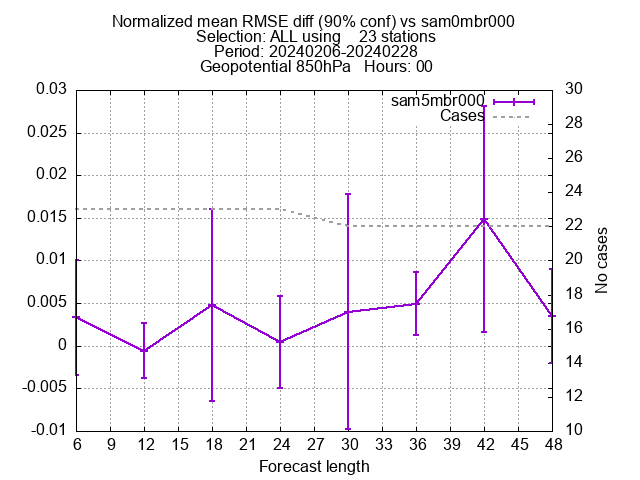 Normalized mean RMSE diff (90% conf) vs sam0mbr000
Selection: ALL using    23 stations
Period: 20240206-20240228
Geopotential 850hPa   Hours: 00
0.03
0.025
0.02
0.015
0.01
0.005
0
-0.005
-0.01
30
28
26
24
22
20
18
16
14
12
10
sam5mbr000
Cases
No cases
6 9 12 15 18 21 24 27 30 33 36 39 42 45 48
Forecast length